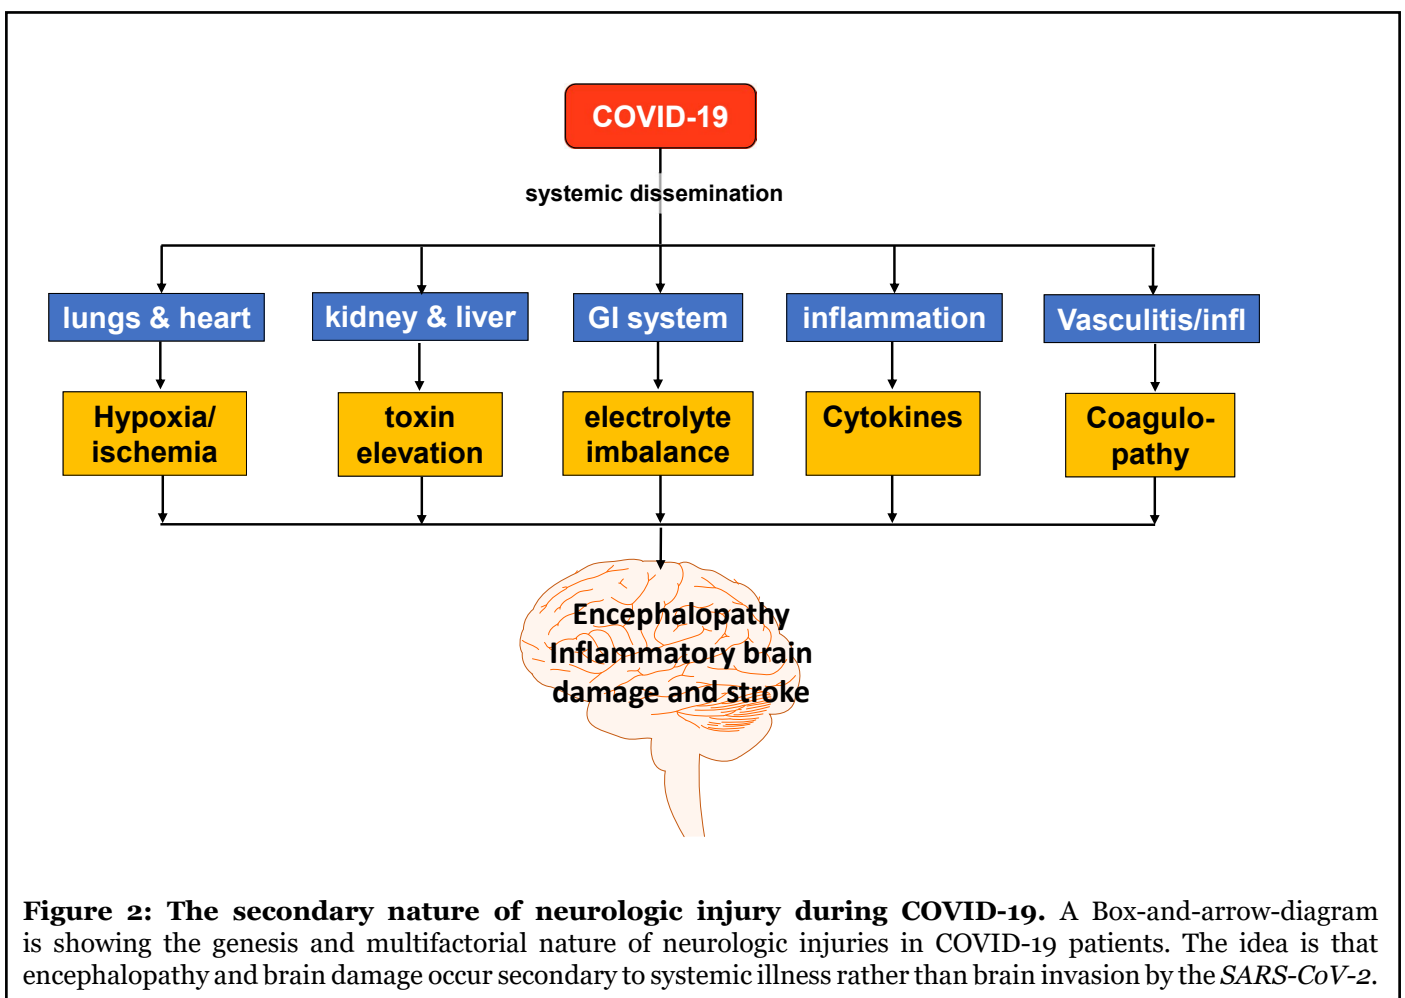 COVID-19
systemic dissemination
lungs & heart
kidney & liver
GI system
inflammation
Vasculitis/infl
Hypoxia/
ischemia
toxin
elevation
electrolyte
imbalance
Cytokines
Coagulo-
pathy
Encephalopathy
Inflammatory brain
damage and stroke
Figure 2: The secondary nature of neurologic injury during COVID-19. A Box-and-arrow-diagram
is showing the genesis and multifactorial nature of neurologic injuries in COVID-19 patients. The idea is that
encephalopathy and brain damage occur secondary to systemic illness rather than brain invasion by the SARS-CoV-2.